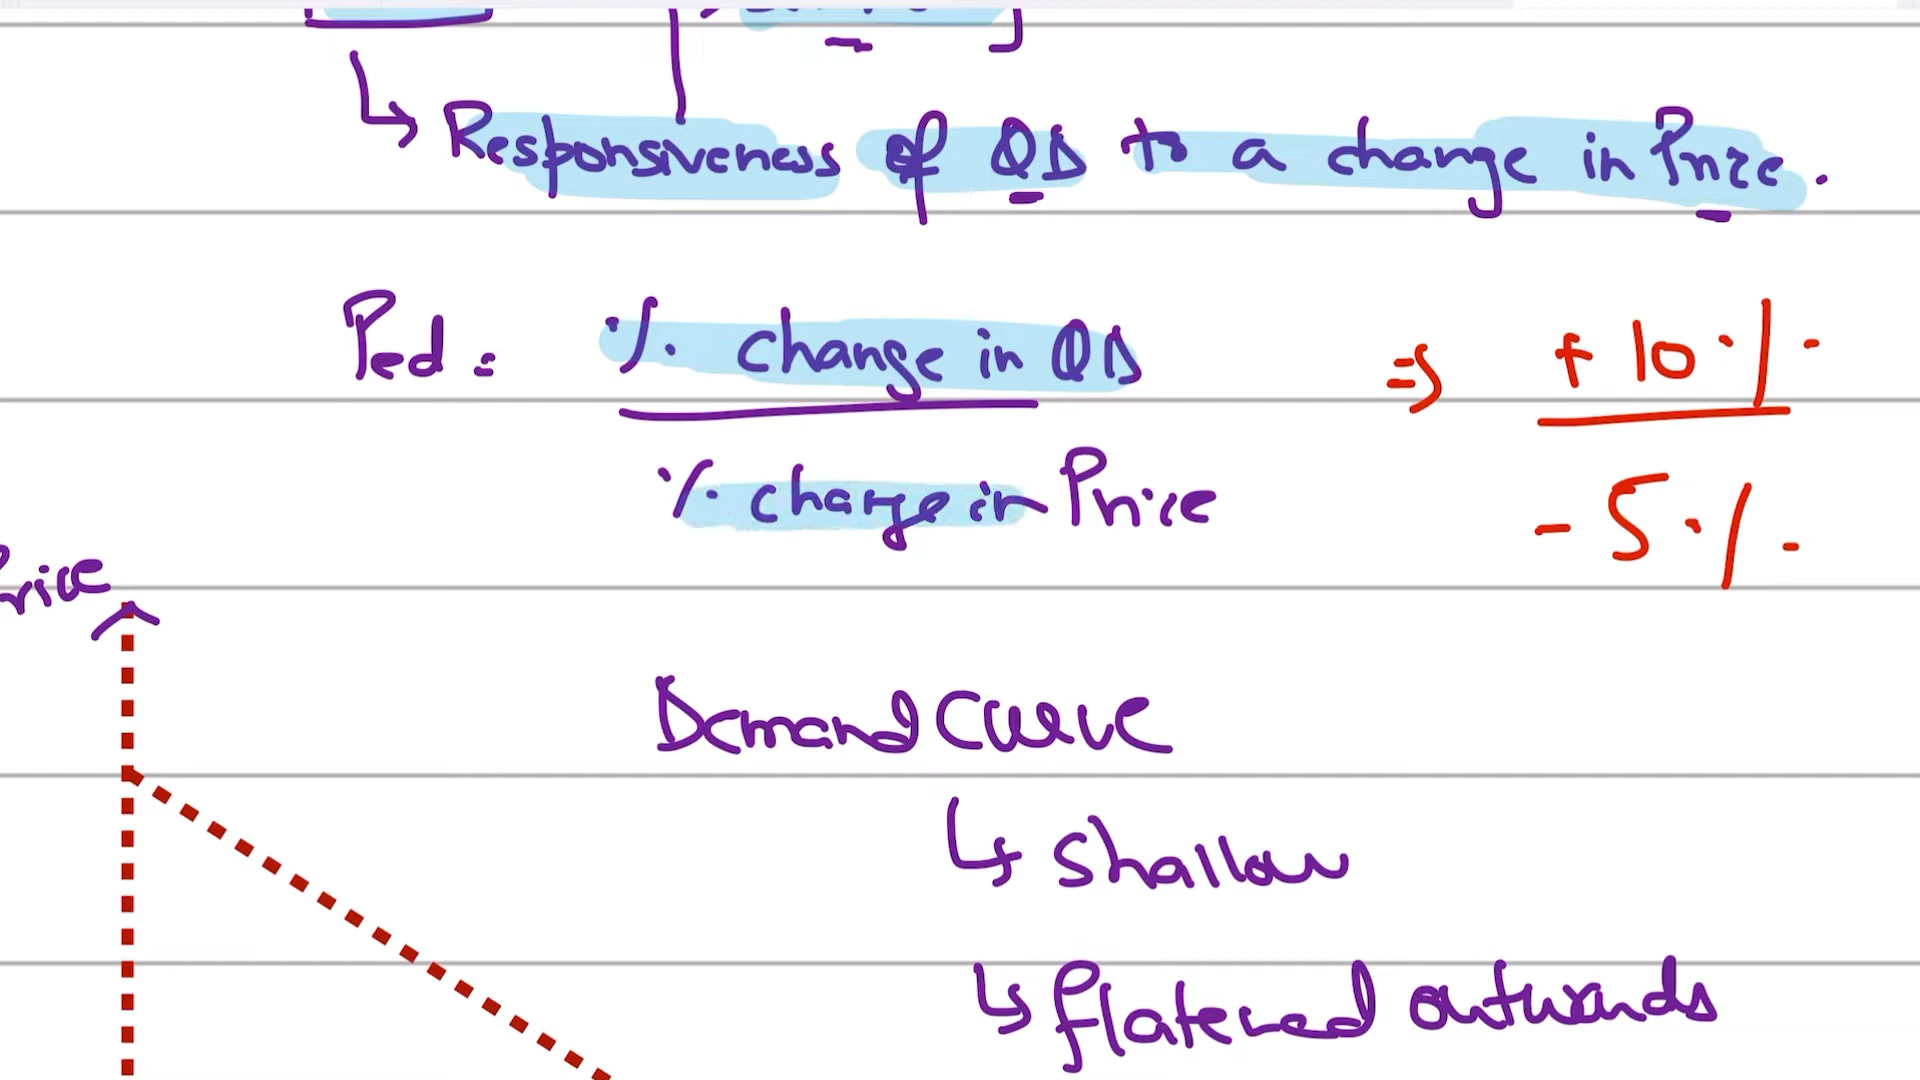 ↳ Responsiveness of QD to a change in Price.
Ped = % change in QD => + 10 %
% change in Price - 5 %
Price
Demand Curve
↳ Shallow
↳ flatened outwards